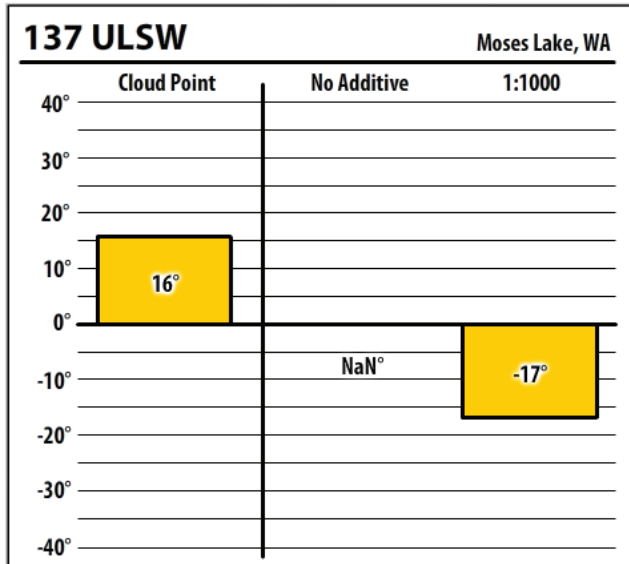 137 ULSW
Moses Lake, WA
Cloud Point
No Additive
1:1000
40°
30°
20°
10°
16°
0°
NaN°
-10°
-17°
-20°
-30°
-40°